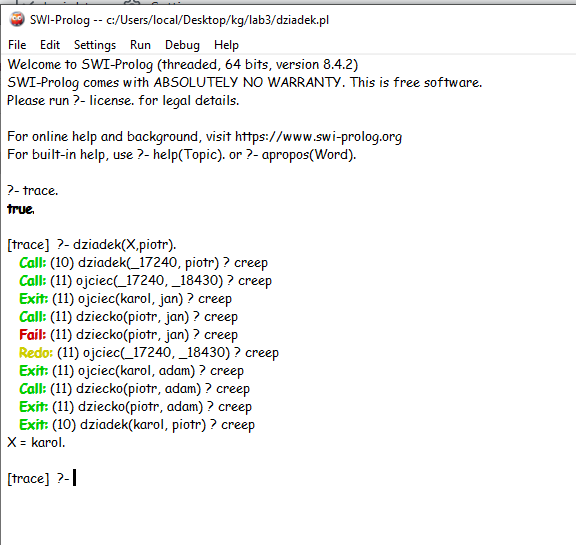 SWI-Prolog -- c:/Users/local/Desktop/kg/lab3/dziadek.pl
File Edit Settings Run Debug Help
Welcome to SWI-Prolog (threaded, 64 bits, version 8.4.2)
SWI-Prolog comes with ABSOLUTELY NO WARRANTY. This is free software.
Please run ?- license. for legal details.
For online help and background, visit https://www.swi-prolog.org
For built-in help, use ?- help(Topic). or ?- apropos(Word).
?- trace.
true.
[trace]  ?- dziadek(X,piotr).
Call: (10) dziadek(_17240, piotr) ? creep
Call: (11) ojciec(_17240, _18430) ? creep
Exit: (11) ojciec(karol, jan) ? creep
Call: (11) dziecko(piotr, jan) ? creep
Fail: (11) dziecko(piotr, jan) ? creep
Redo: (11) ojciec(_17240, _18430) ? creep
Exit: (11) ojciec(karol, adam) ? creep
Call: (11) dziecko(piotr, adam) ? creep
Exit: (11) dziecko(piotr, adam) ? creep
Exit: (10) dziadek(karol, piotr) ? creep
X = karol.
[trace]  ?-